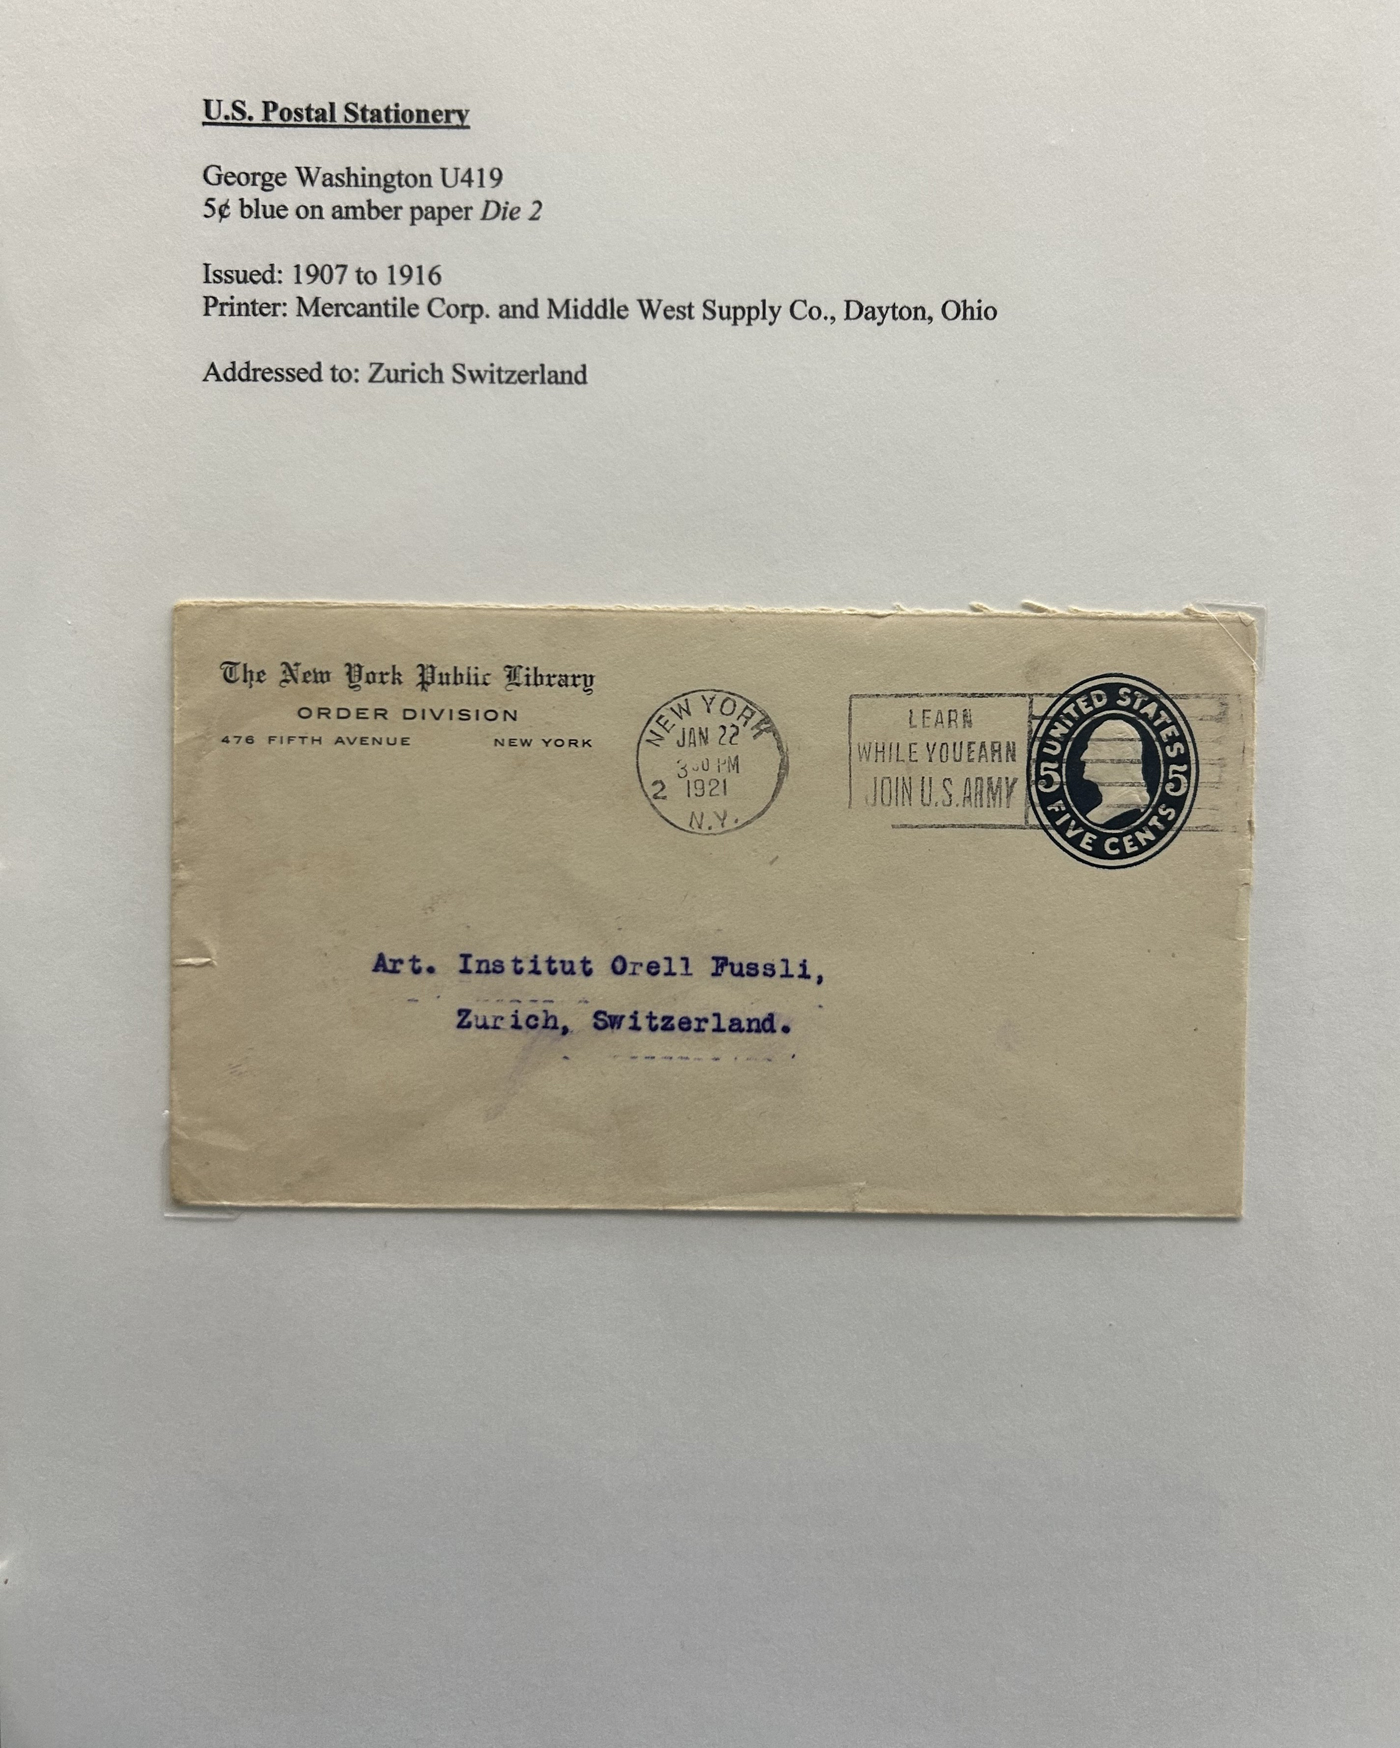 U.S. Postal Stationery
George Washington U419
5¢ blue on amber paper Die 2
Issued: 1907 to 1916
Printer: Mercantile Corp. and Middle West Supply Co., Dayton, Ohio
Addressed to: Zurich Switzerland
The New York Public Library
ORDER DIVISION
476 FIFTH AVENUE NEW YORK
NEW YORK
JAN 22
PM
2 1921
N.Y.
LEARN
WHILE YOU EARN
JOIN U.S. ARMY
UNITED STATES
5 5
FIVE CENTS
Art. Institut Orell Fussli,
Zurich, Switzerland.